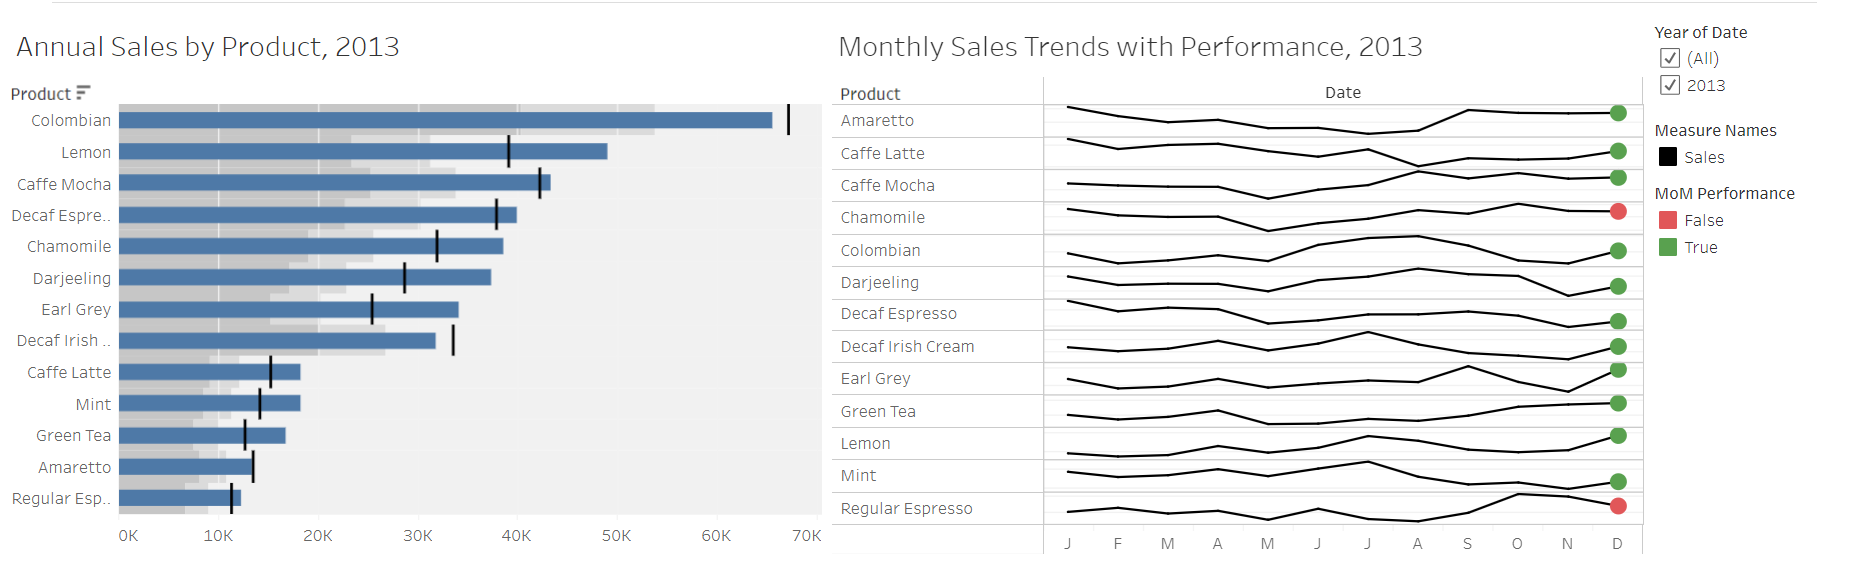 Annual Sales by Product, 2013
Product
Colombian
Lemon
Caffe Mocha
Decaf Espre..
Chamomile
Darjeeling
Earl Grey
Decaf Irish ..
Caffe Latte
Mint
Green Tea
Amaretto
Regular Esp..
0K 10K 20K 30K 40K 50K 60K 70K
Monthly Sales Trends with Performance, 2013
Product Date
Amaretto
Caffe Latte
Caffe Mocha
Chamomile
Colombian
Darjeeling
Decaf Espresso
Decaf Irish Cream
Earl Grey
Green Tea
Lemon
Mint
Regular Espresso
J F M A M J J A S O N D
Year of Date
(All)
2013
Measure Names
Sales
MoM Performance
False
True